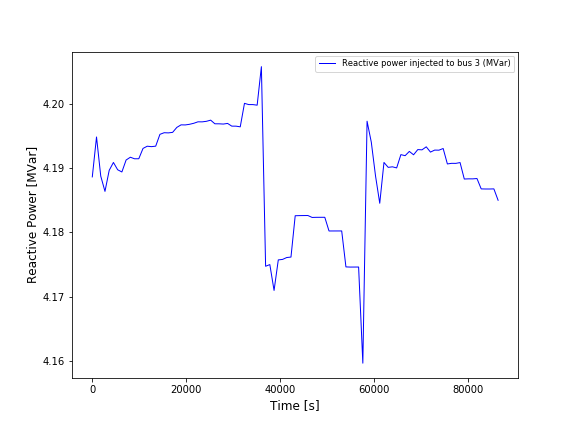 Reactive power injected to bus 3 (MVar)
Reactive Power [MVar]
4.20
4.19
4.18
4.17
4.16
0 20000 40000 60000 80000
Time [s]